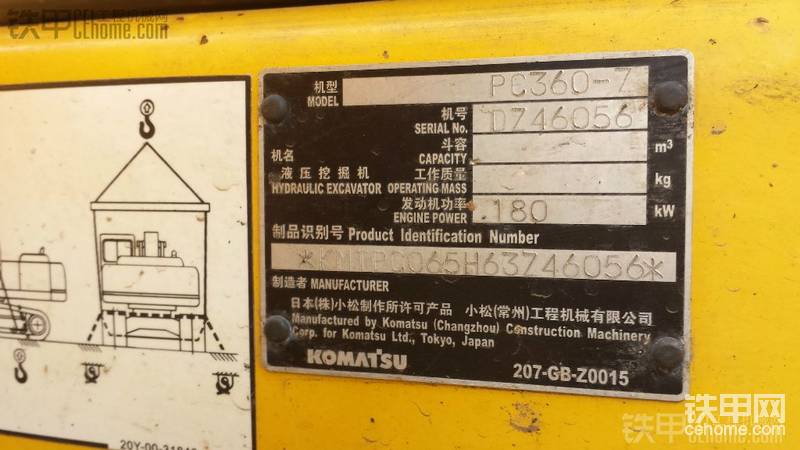 铁甲 工程机械网
CEhome.com
机型
MODEL
PC360-7
机号
SERIAL No.
DZ46056
斗容
CAPACITY
m³
机名
液压挖掘机
HYDRAULIC EXCAVATOR
工作质量
OPERATING MASS
kg
发动机功率
ENGINE POWER
180
kW
制品识别号 Product Identification Number
*KMTPC065H63746056*
制造者 MANUFACTURER
日本(株)小松制作所许可产品 小松(常州)工程机械有限公司
Manufactured by Komatsu (Changzhou) Construction Machinery
Corp. for Komatsu Ltd., Tokyo, Japan
KOMATSU
207-GB-Z0015
铁甲网
cehome.com